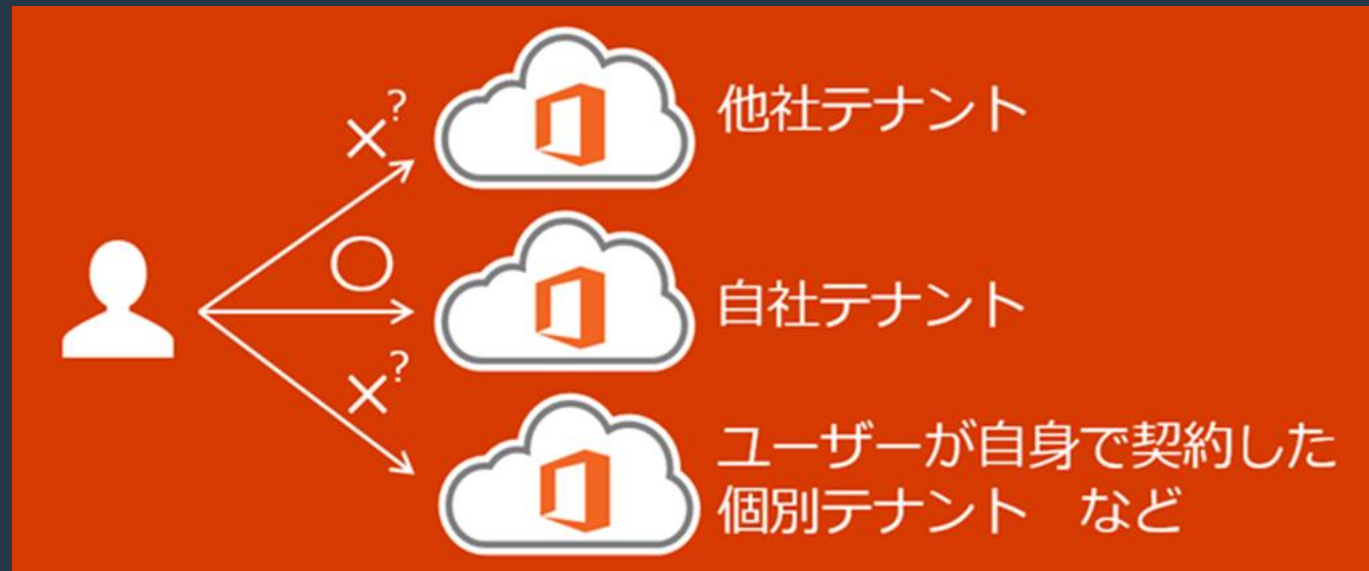 ×?
他社テナント
○
自社テナント
×?
ユーザーが自身で契約した
個別テナント　など